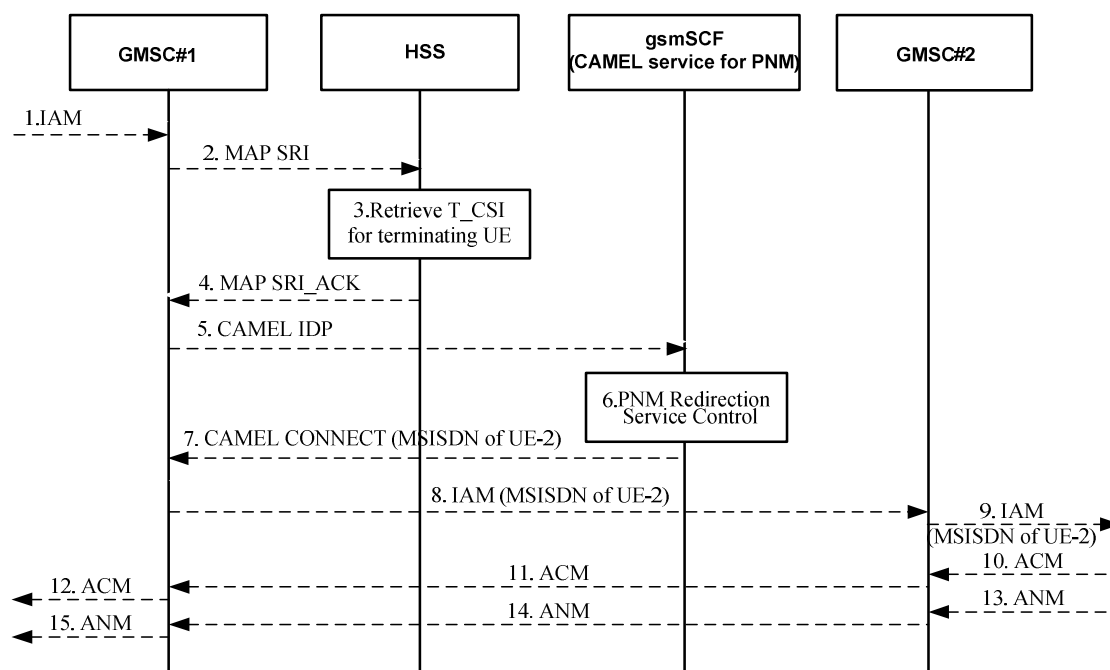 GMSC#1
HSS
gsmSCF
(CAMEL service for PNM)
GMSC#2
1.IAM
2. MAP SRI
3.Retrieve T_CSI
for terminating UE
4. MAP SRI_ACK
5. CAMEL IDP
6.PNM Redirection
Service Control
7. CAMEL CONNECT (MSISDN of UE-2)
8. IAM (MSISDN of UE-2)
9. IAM
(MSISDN of UE-2)
10. ACM
11. ACM
12. ACM
13. ANM
14. ANM
15. ANM